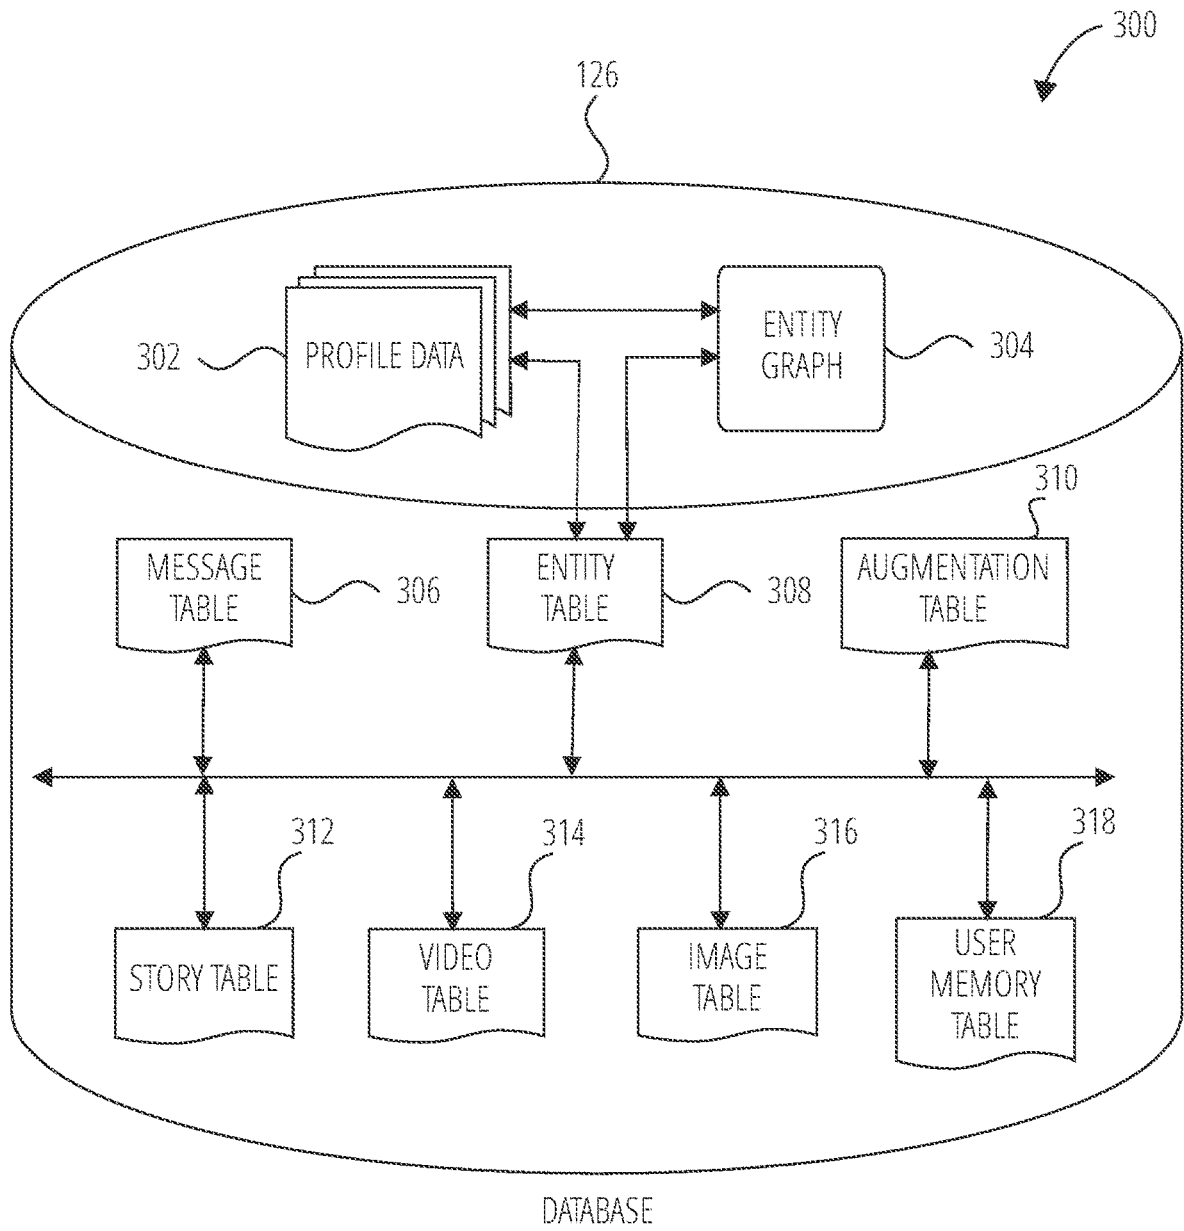 300
126
302
PROFILE DATA
ENTITY
GRAPH
304
310
MESSAGE
TABLE
306
ENTITY
TABLE
308
AUGMENTATION
TABLE
312
314
316
318
STORY TABLE
VIDEO
TABLE
IMAGE
TABLE
USER
MEMORY
TABLE
DATABASE